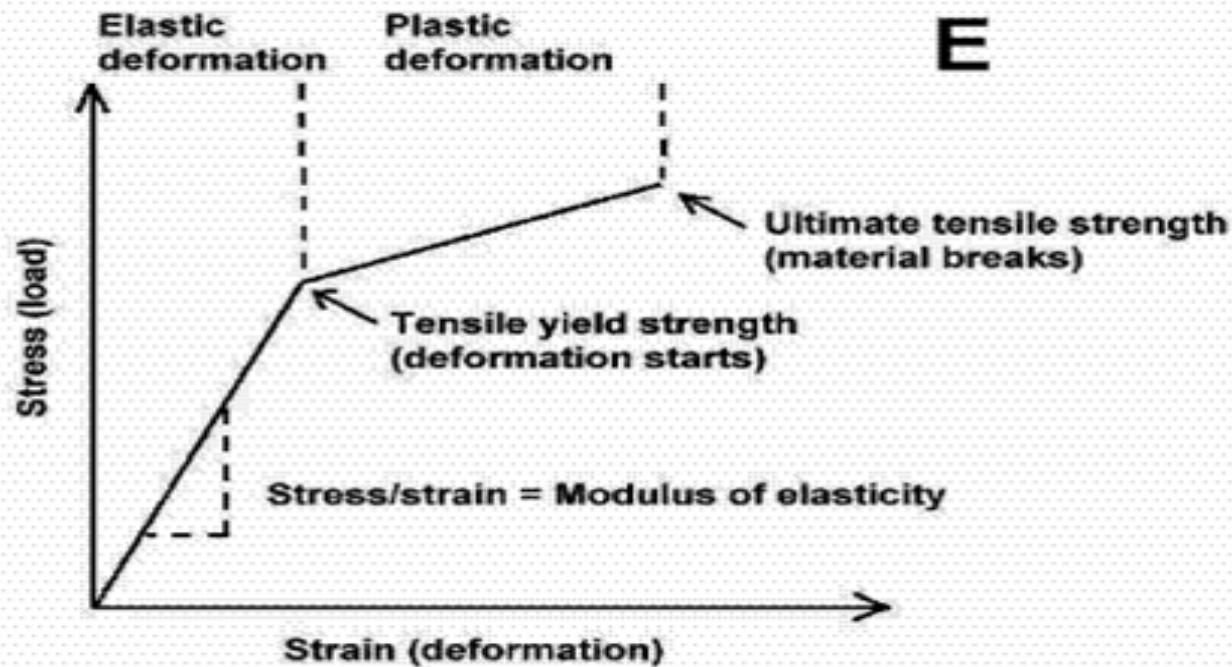 Elastic
deformation
Plastic
deformation
E
Ultimate tensile strength
(material breaks)
Tensile yield strength
(deformation starts)
Stress (load)
Stress/strain = Modulus of elasticity
Strain (deformation)